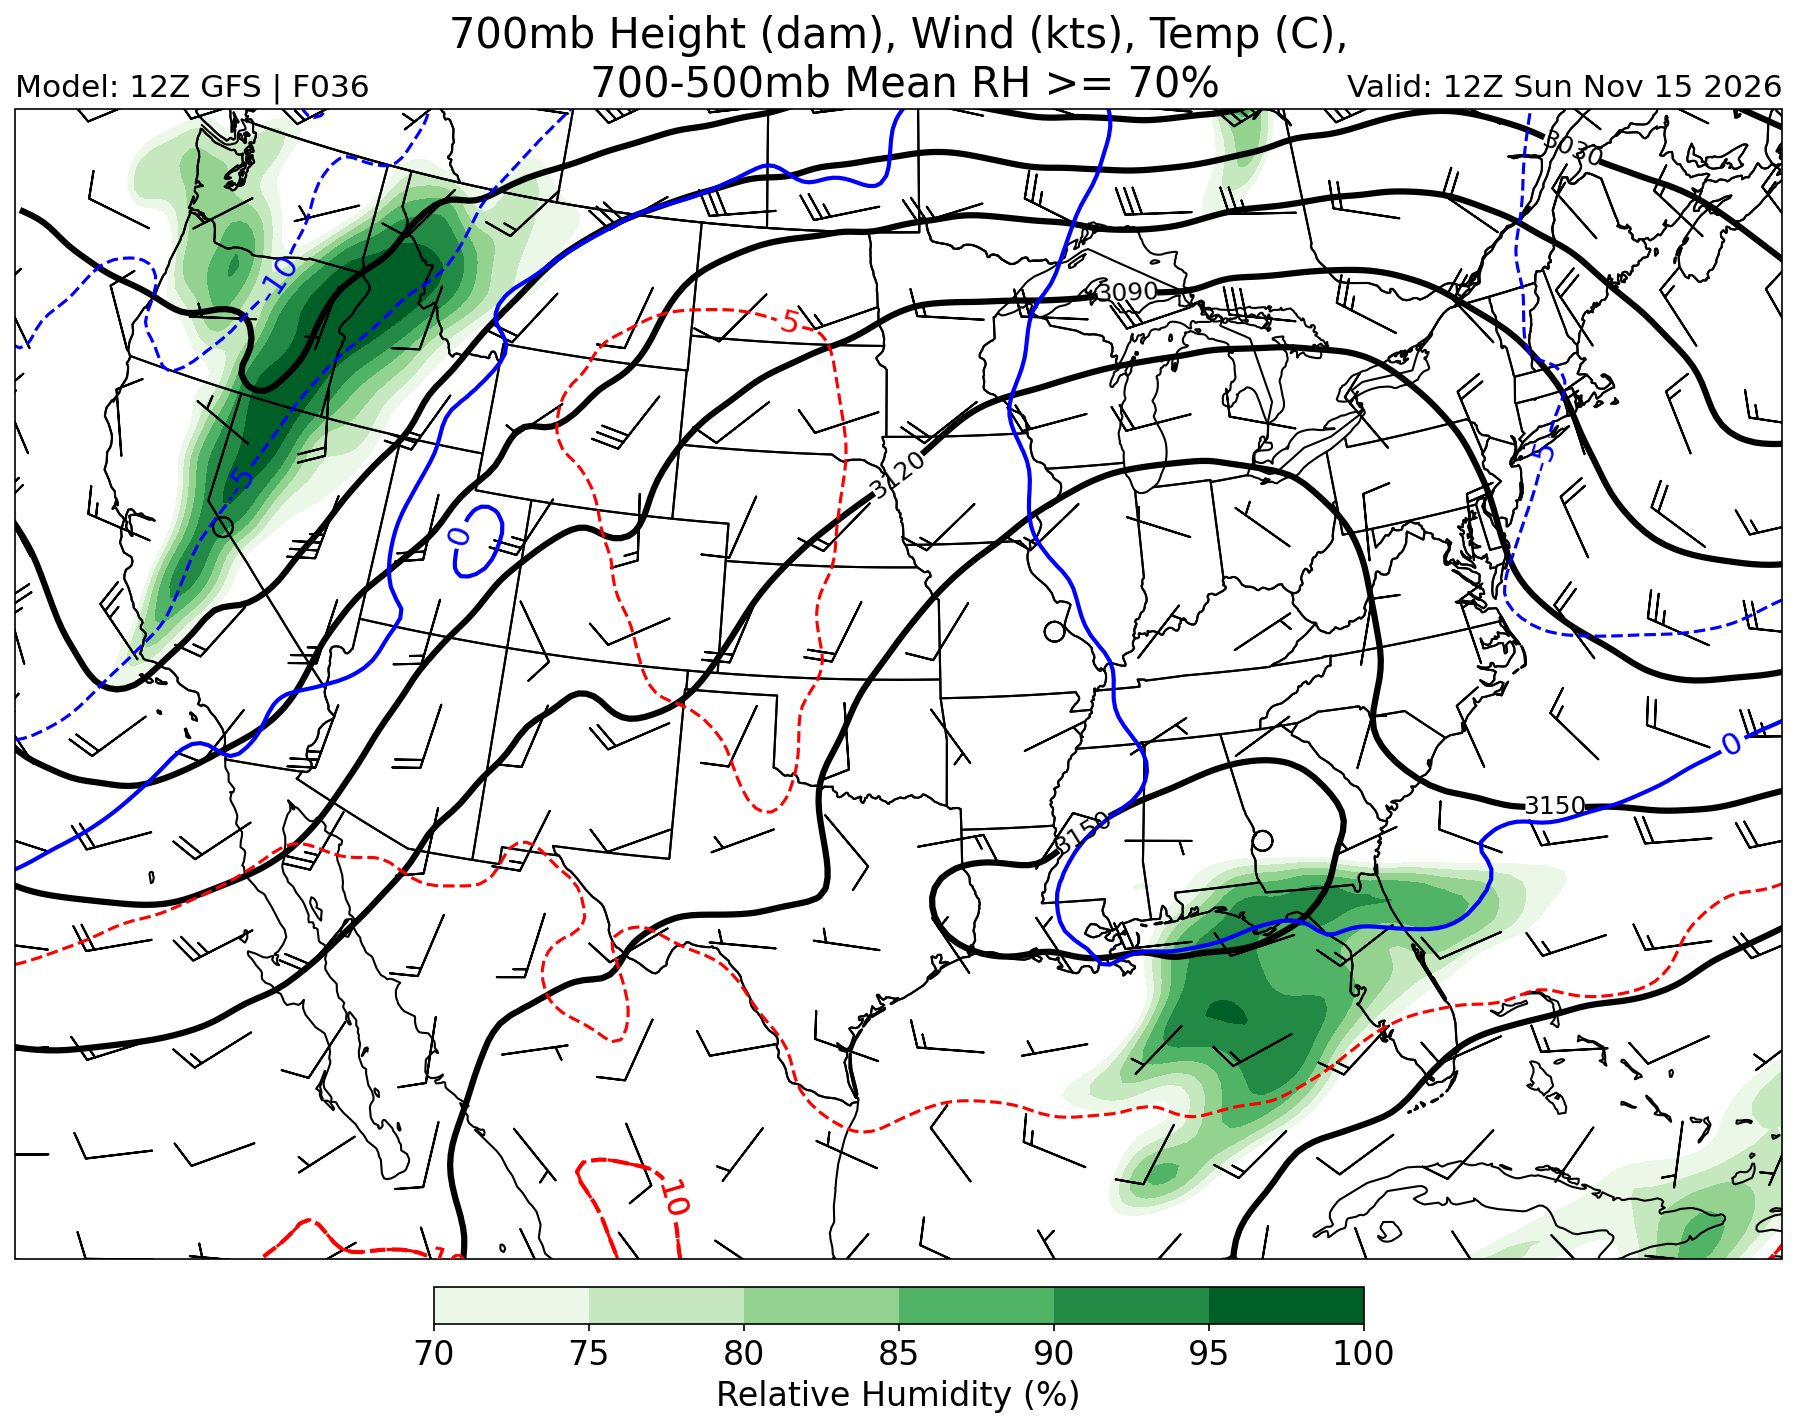 700mb Height (dam), Wind (kts), Temp (C),
700-500mb Mean RH >= 70%
Model: 12Z GFS | F036
Valid: 12Z Sun Nov 15 2026
3030
10
5
3090
3120
5
5
0
0
3150
3150
10
10
70 75 80 85 90 95 100
Relative Humidity (%)